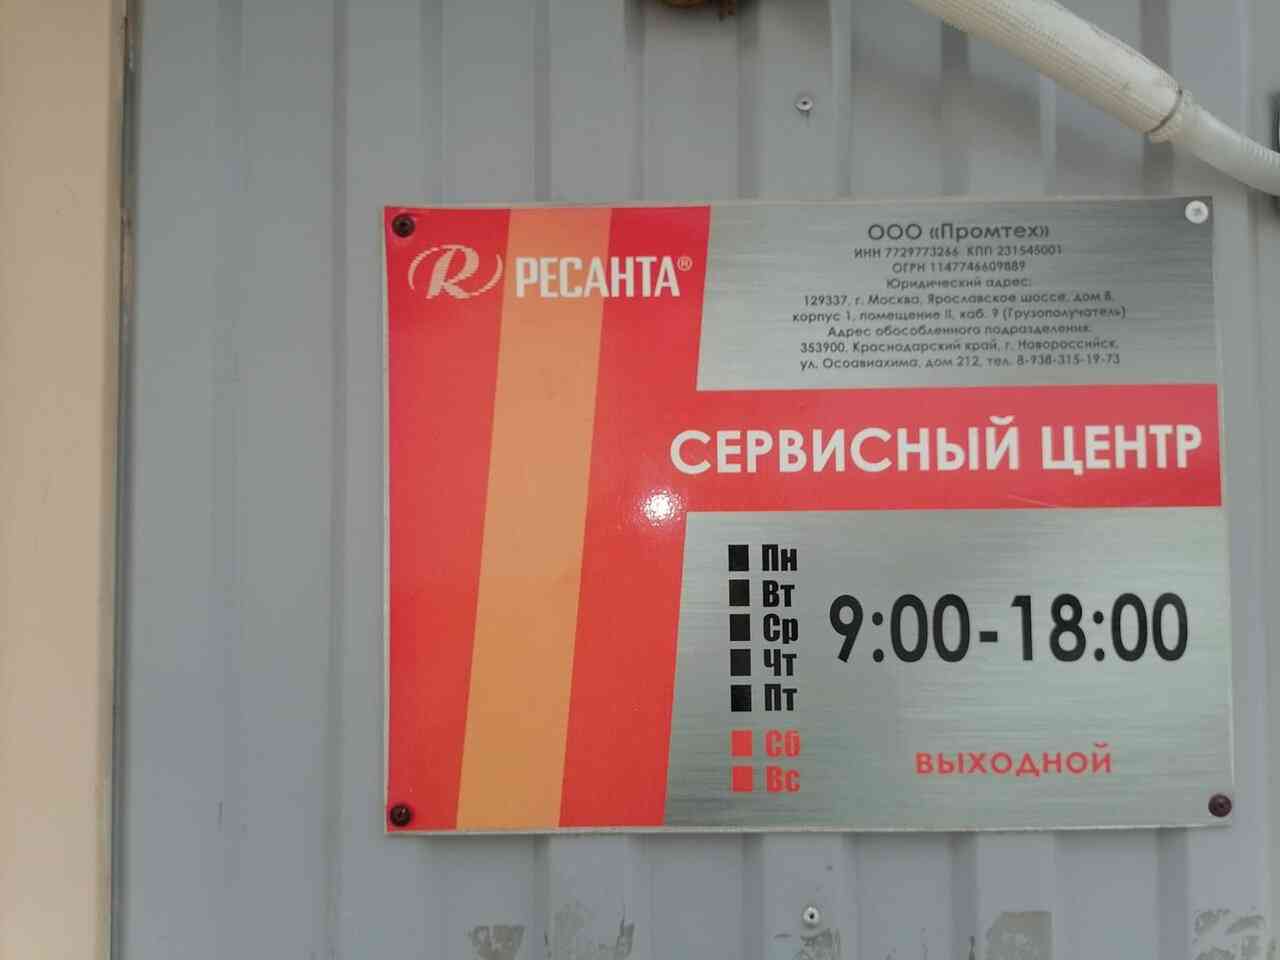 РЕСАНТА®
ООО «Промтех»
ИНН 7729773266 КПП 231545001
ОГРН 1147746609889
Юридический адрес:
129337, г. Москва, Ярославское шоссе, дом 8,
корпус 1, помещение II, каб. 9 (Грузополучатель)
Адрес обособленного подразделения:
353900, Краснодарский край, г. Новороссийск,
ул. Осоавиахима, дом 212, тел. 8-938-315-19-73
СЕРВИСНЫЙ ЦЕНТР
Пн
Вт
Ср
Чт
Пт
9:00-18:00
Сб
Вс
ВЫХОДНОЙ